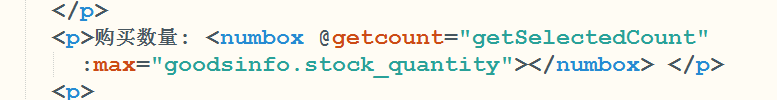 </p>
<p>购买数量: <numbox @getcount="getSelectedCount"
:max="goodsinfo.stock_quantity"></numbox> </p>
<p>